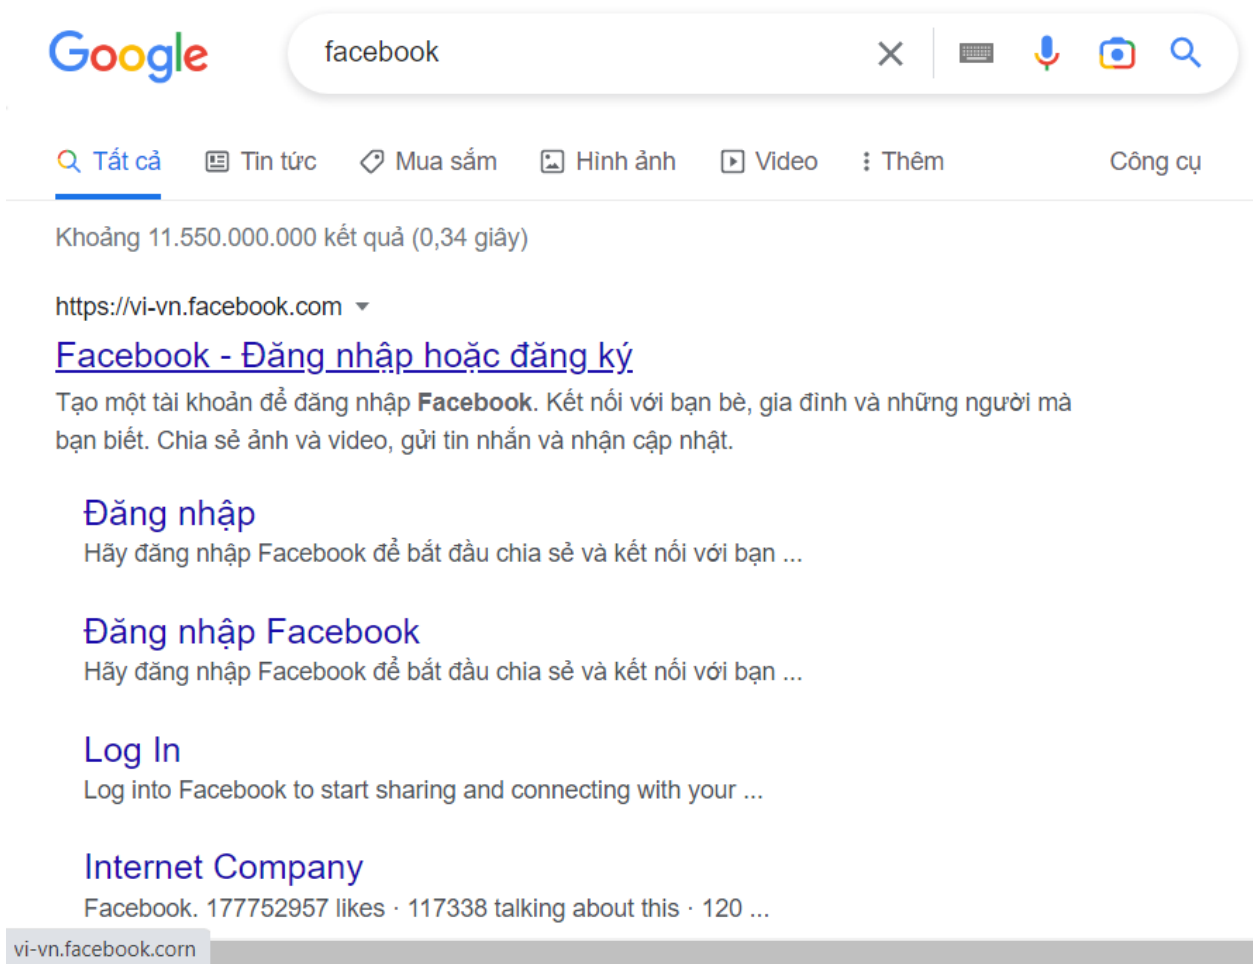 Google
facebook
Tất cả
Tin tức
Mua sắm
Hình ảnh
Video
Thêm
Công cụ
Khoảng 11.550.000.000 kết quả (0,34 giây)
https://vi-vn.facebook.com
Facebook - Đăng nhập hoặc đăng ký
Tạo một tài khoản để đăng nhập Facebook. Kết nối với bạn bè, gia đình và những người mà
bạn biết. Chia sẻ ảnh và video, gửi tin nhắn và nhận cập nhật.
Đăng nhập
Hãy đăng nhập Facebook để bắt đầu chia sẻ và kết nối với bạn ...
Đăng nhập Facebook
Hãy đăng nhập Facebook để bắt đầu chia sẻ và kết nối với bạn ...
Log In
Log into Facebook to start sharing and connecting with your ...
Internet Company
Facebook. 177752957 likes · 117338 talking about this · 120 ...
vi-vn.facebook.corn